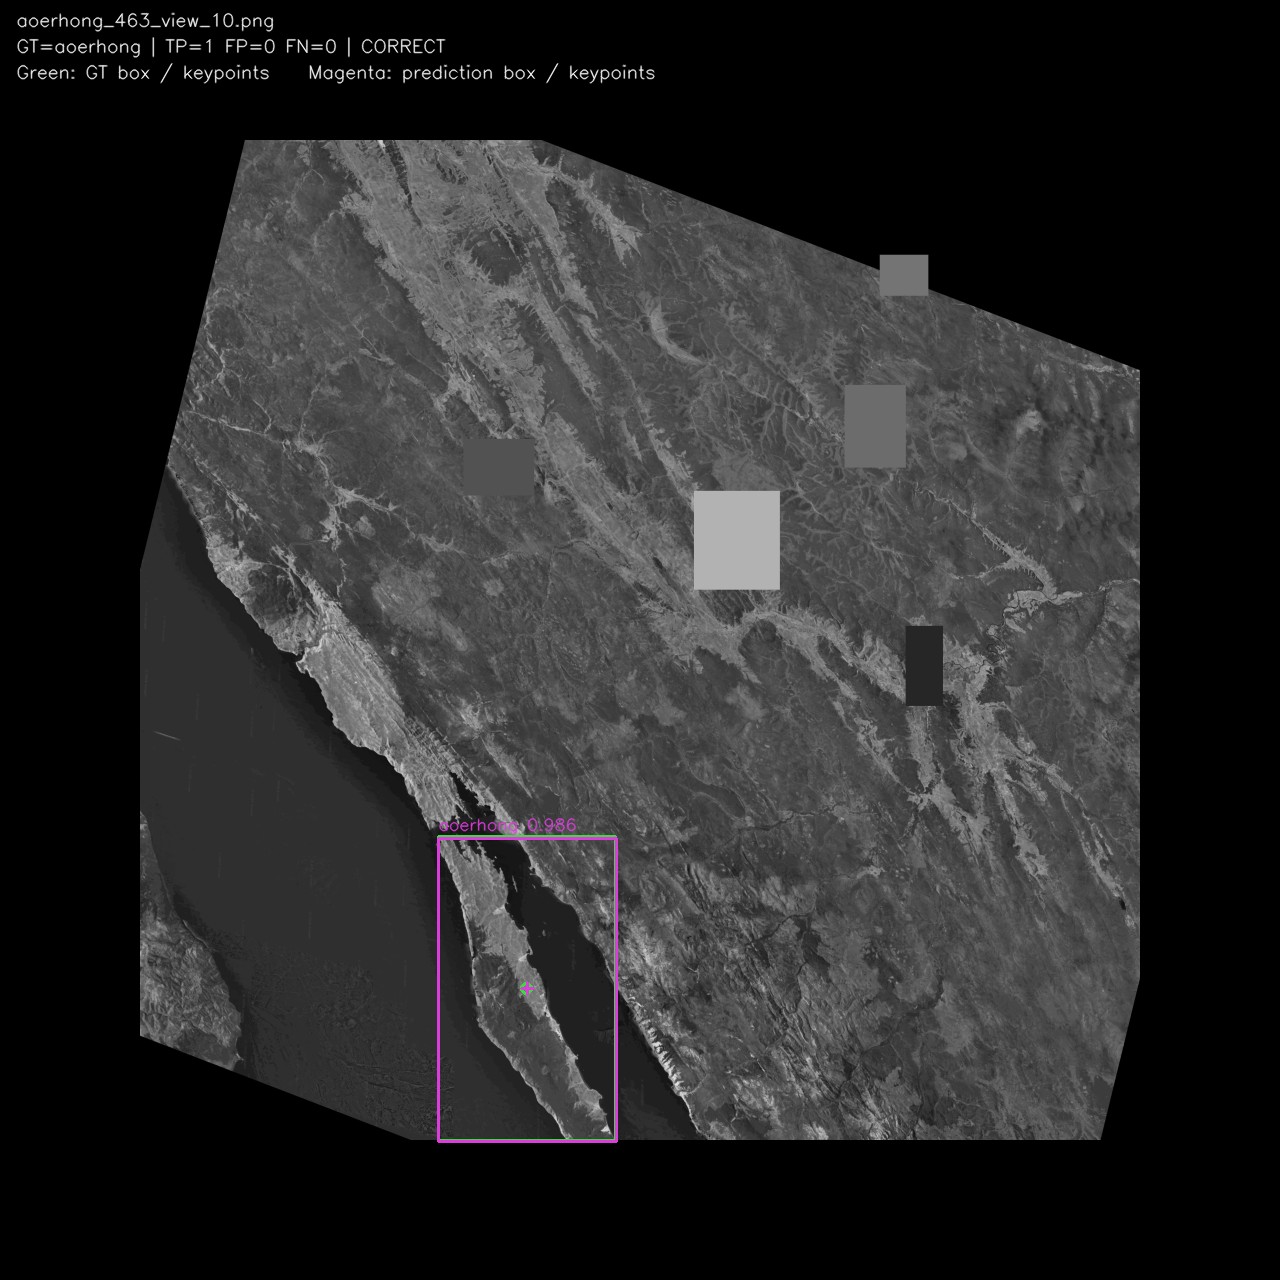 aoerhong_463_view_10.png
GT=aoerhong | TP=1 FP=0 FN=0 | CORRECT
Green: GT box / keypoints    Magenta: prediction box / keypoints
aoerhong 0.986